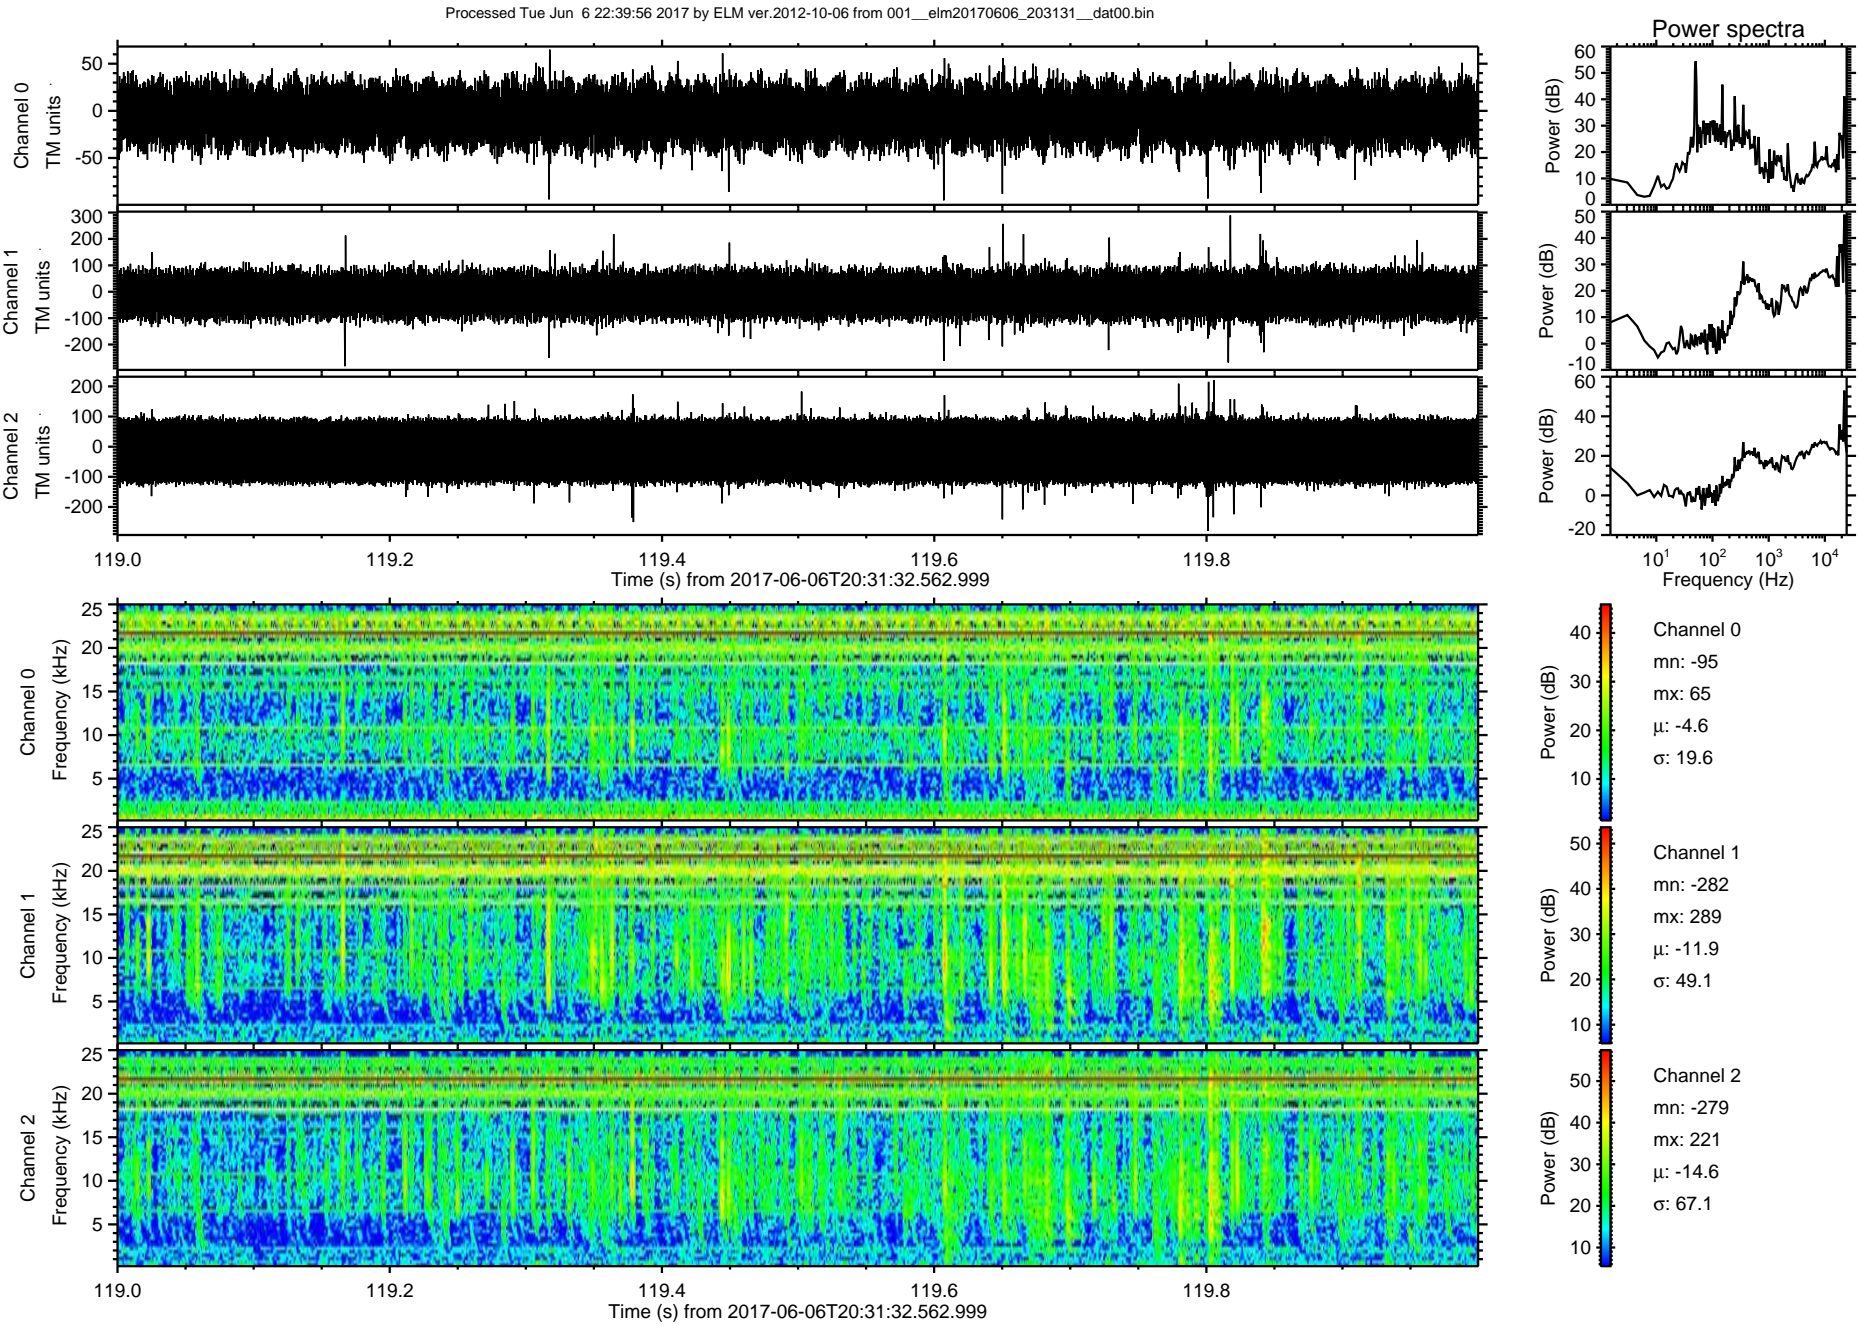 Processed Tue Jun  6 22:39:56 2017 by ELM ver.2012-10-06 from 001__elm20170606_203131__dat00.bin
Power spectra
Channel 0
TM units
50
0
-50
Power (dB)
60
50
40
30
20
10
0
Channel 1
TM units
300
200
100
0
-100
-200
Power (dB)
50
40
30
20
10
0
-10
Channel 2
TM units
200
100
0
-100
-200
Power (dB)
60
40
20
0
-20
119.0 119.2 119.4 119.6 119.8
Time (s) from 2017-06-06T20:31:32.562.999
10^1 10^2 10^3 10^4
Frequency (Hz)
Channel 0
Frequency (kHz)
25
20
15
10
5
Power (dB)
40
30
20
10
Channel 0
mn: -95
mx: 65
μ: -4.6
σ: 19.6
Channel 1
Frequency (kHz)
25
20
15
10
5
Power (dB)
50
40
30
20
10
Channel 1
mn: -282
mx: 289
μ: -11.9
σ: 49.1
Channel 2
Frequency (kHz)
25
20
15
10
5
Power (dB)
50
40
30
20
10
Channel 2
mn: -279
mx: 221
μ: -14.6
σ: 67.1
119.0 119.2 119.4 119.6 119.8
Time (s) from 2017-06-06T20:31:32.562.999